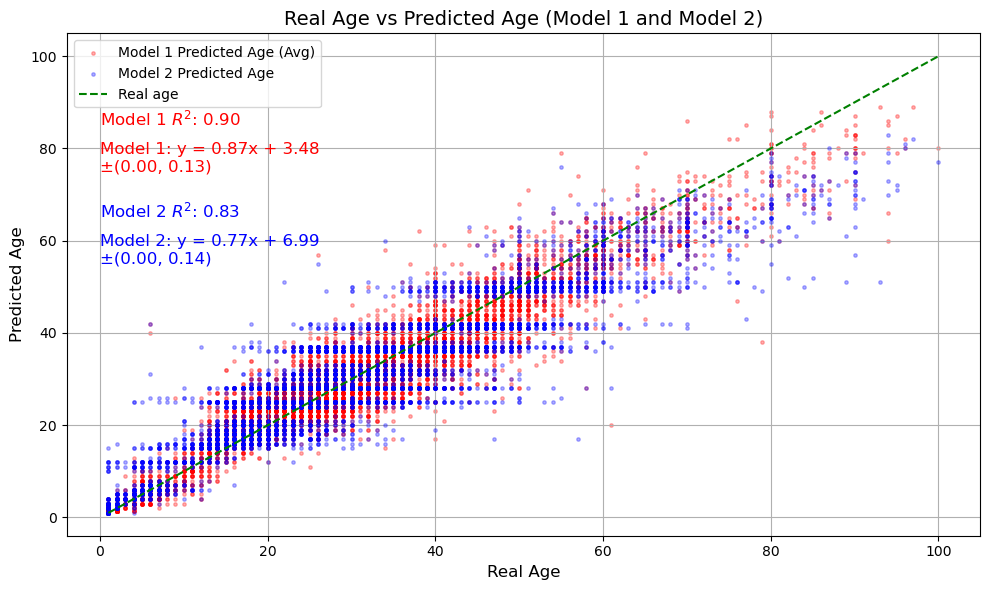 Real Age vs Predicted Age (Model 1 and Model 2)
Model 1 Predicted Age (Avg)
Model 2 Predicted Age
Real age
Model 1 R²: 0.90
Model 1: y = 0.87x + 3.48
±(0.00, 0.13)
Model 2 R²: 0.83
Model 2: y = 0.77x + 6.99
±(0.00, 0.14)
Predicted Age
100
80
60
40
20
0
0 20 40 60 80 100
Real Age